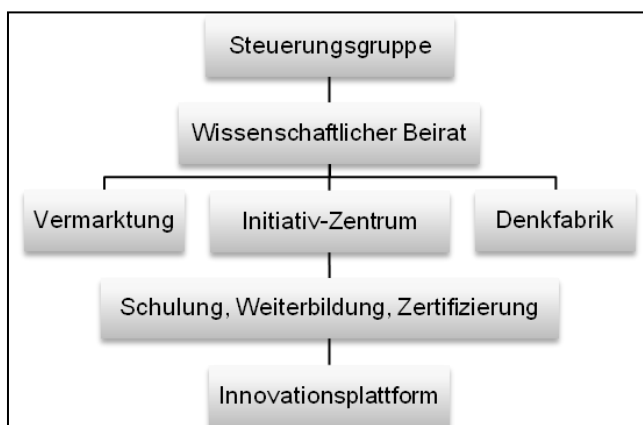 Steuerungsgruppe
Wissenschaftlicher Beirat
Vermarktung
Initiativ-Zentrum
Denkfabrik
Schulung, Weiterbildung, Zertifizierung
Innovationsplattform